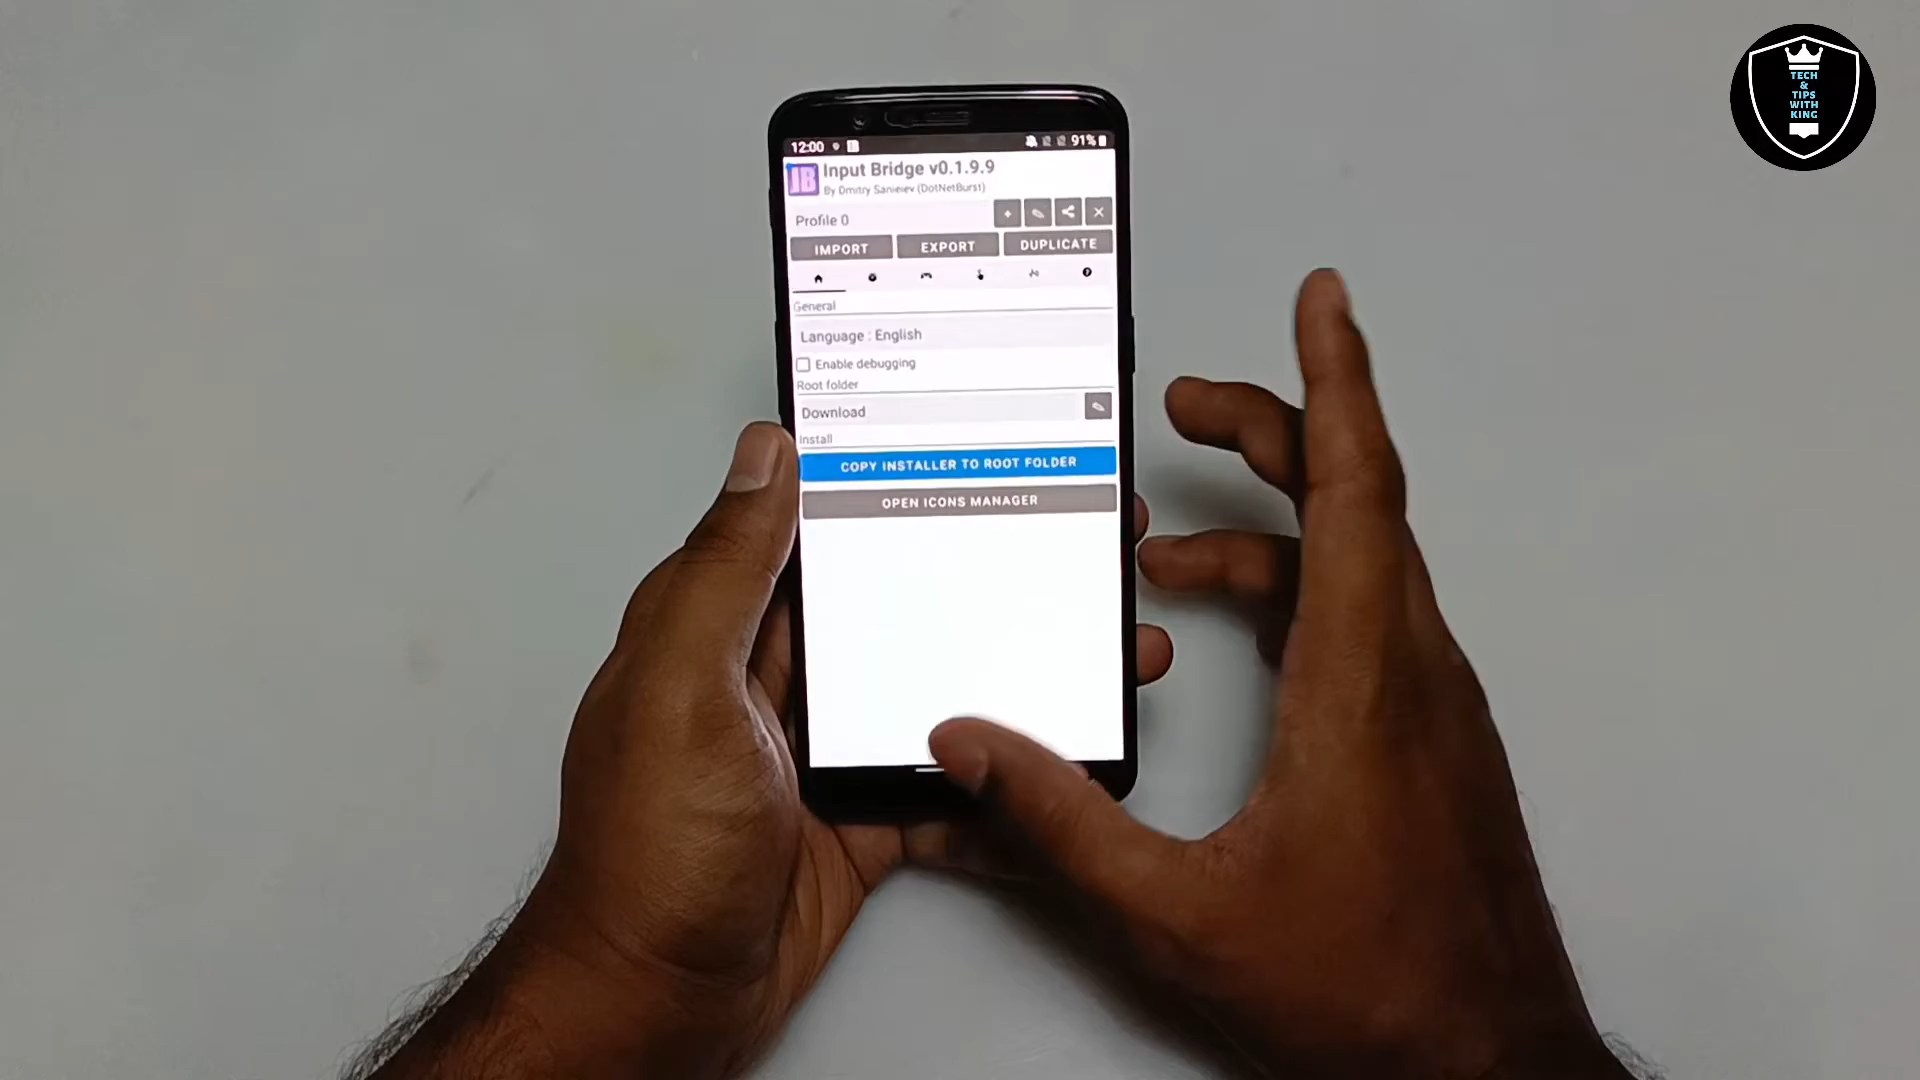 TECH
&
TIPS
WITH
KING
12:00
91%
Input Bridge v0.1.9.9
By Dmitry Sanieiev (DotNetBurst)
Profile 0
IMPORT EXPORT DUPLICATE
General
Language : English
Enable debugging
Root folder
Download
Install
COPY INSTALLER TO ROOT FOLDER
OPEN ICONS MANAGER